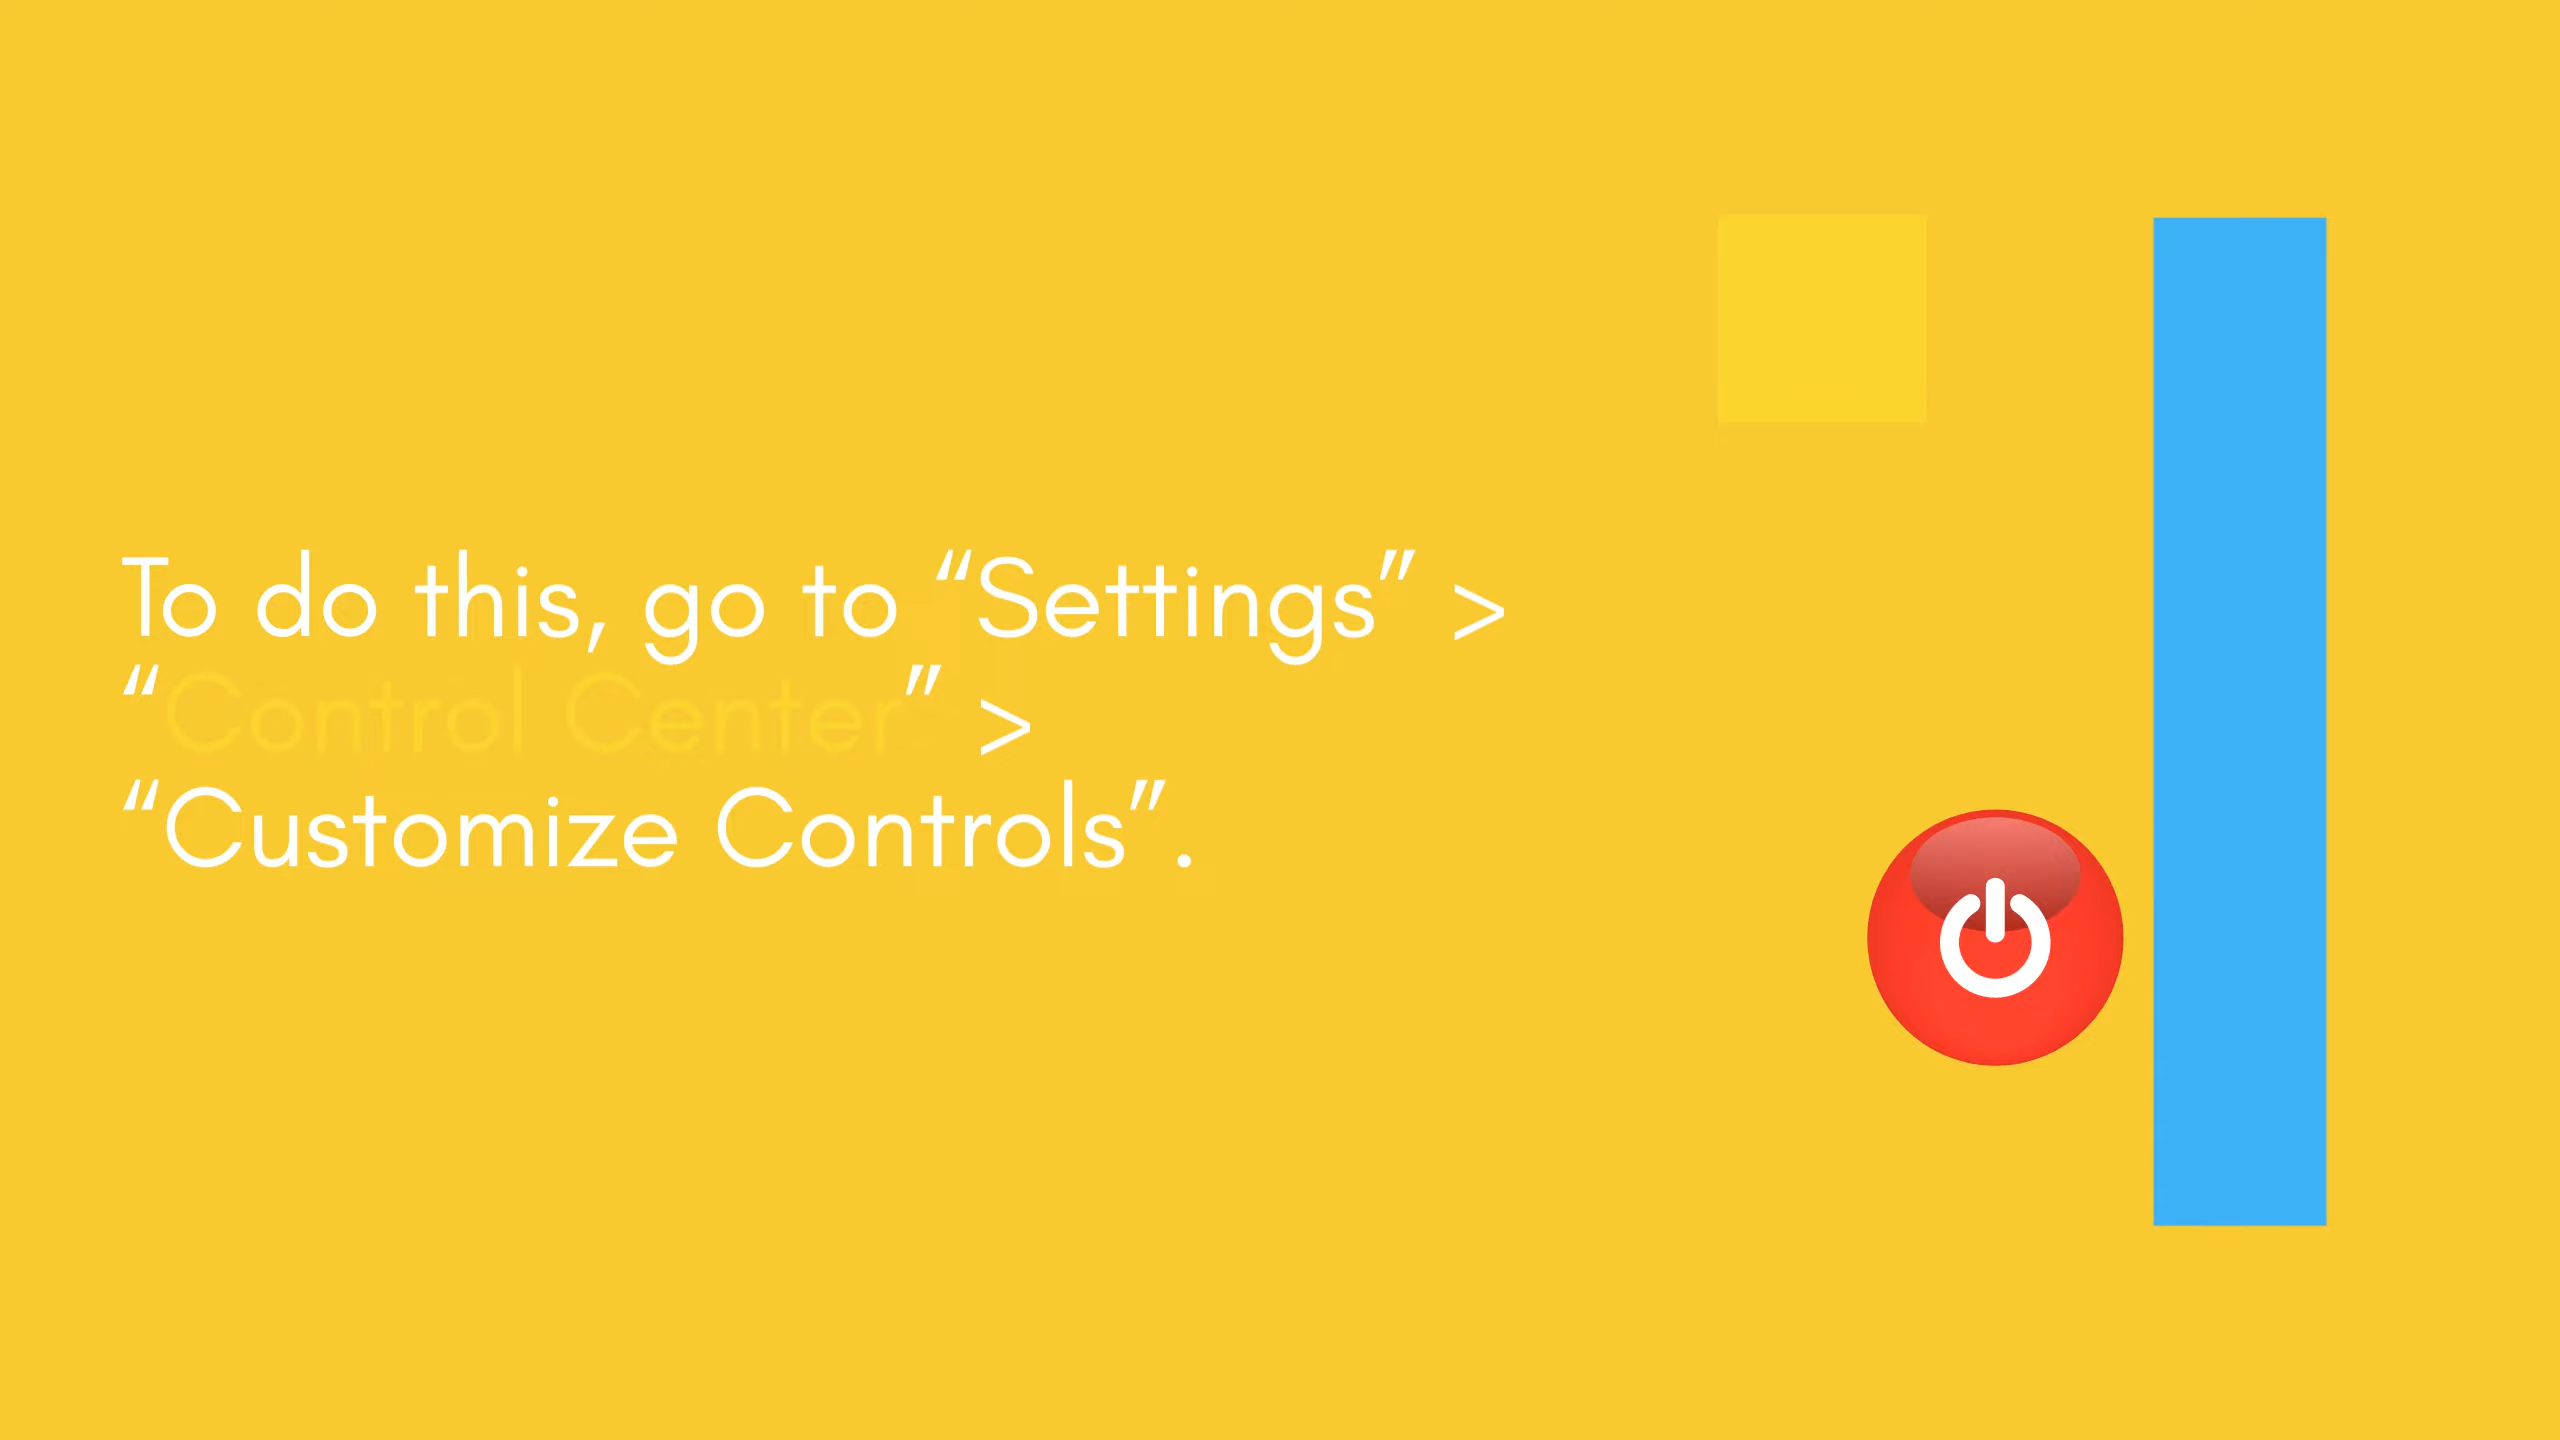 To do this, go to “Settings” >
“Control Center” >
“Customize Controls”.